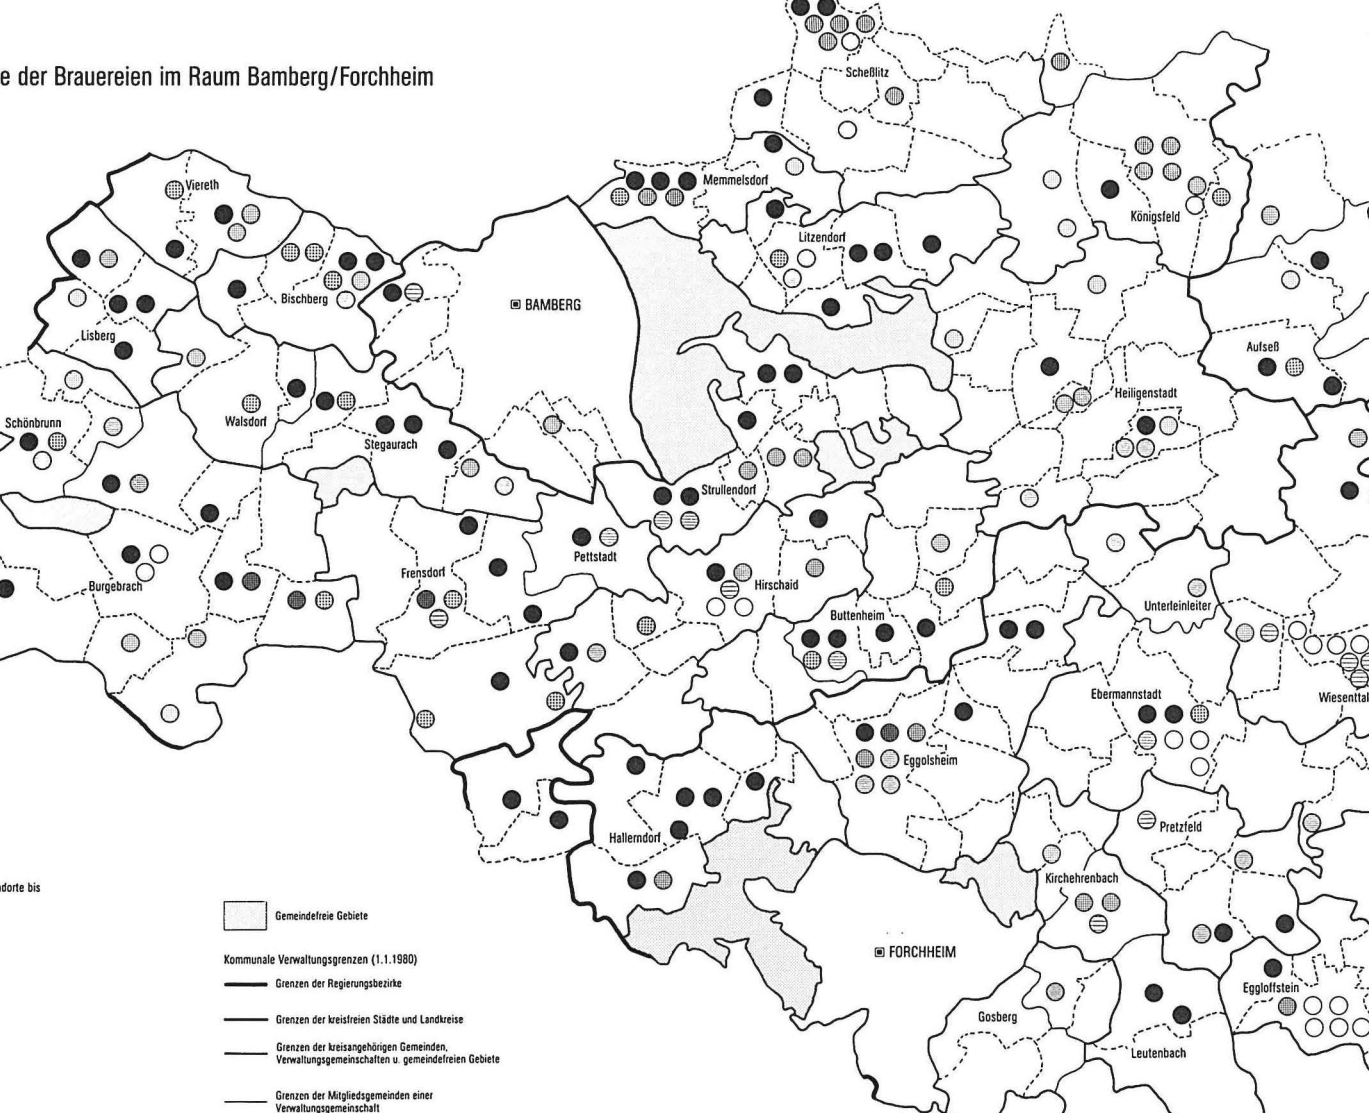 e der Brauereien im Raum Bamberg/Forchheim
Scheßlitz
Memmelsdorf
Viereth
Königsfeld
Litzendorf
Bischberg
BAMBERG
Lisberg
Aufseß
Heiligenstadt
Walsdorf
Schönbrunn
Stegaurach
Strullendorf
Pettstadt
Frensdorf
Hirschaid
Burgebrach
Buttenheim
Unterleinleiter
Ebermannstadt
Wiesenttal
Eggolsheim
Pretzfeld
Hallerndorf
Kirchehrenbach
dorte bis
FORCHHEIM
Egloffstein
Gosberg
Leutenbach
Gemeindefreie Gebiete
Kommunale Verwaltungsgrenzen (1.1.1980)
Grenzen der Regierungsbezirke
Grenzen der kreisfreien Städte und Landkreise
Grenzen der kreisangehörigen Gemeinden,
Verwaltungsgemeinschaften u. gemeindefreien Gebiete
Grenzen der Mitgliedsgemeinden einer
Verwaltungsgemeinschaft